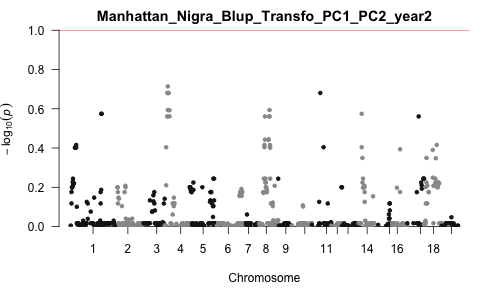 Manhattan_Nigra_Blup_Transfo_PC1_PC2_year2
1.0
0.8
0.6
0.4
0.2
0.0
−log10(p)
1 2 3 4 5 6 7 8 9 11 14 16 18
Chromosome